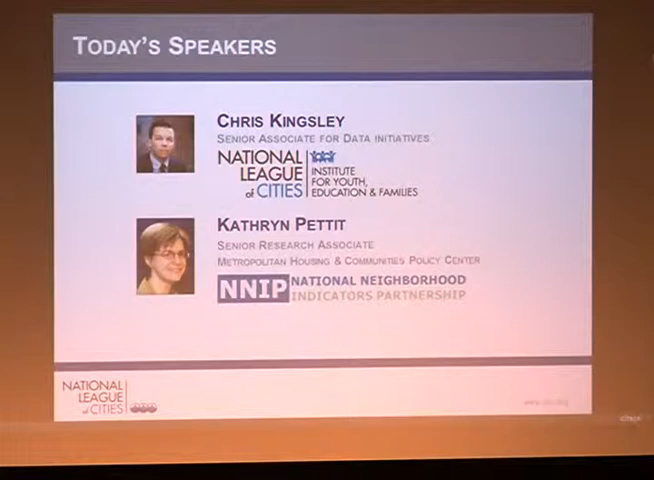 TODAY'S SPEAKERS
CHRIS KINGSLEY
SENIOR ASSOCIATE FOR DATA INITIATIVES
NATIONAL LEAGUE of CITIES
INSTITUTE FOR YOUTH, EDUCATION & FAMILIES
KATHRYN PETTIT
SENIOR RESEARCH ASSOCIATE
METROPOLITAN HOUSING & COMMUNITIES POLICY CENTER
NNIP NATIONAL NEIGHBORHOOD
INDICATORS PARTNERSHIP
NATIONAL
LEAGUE
of CITIES